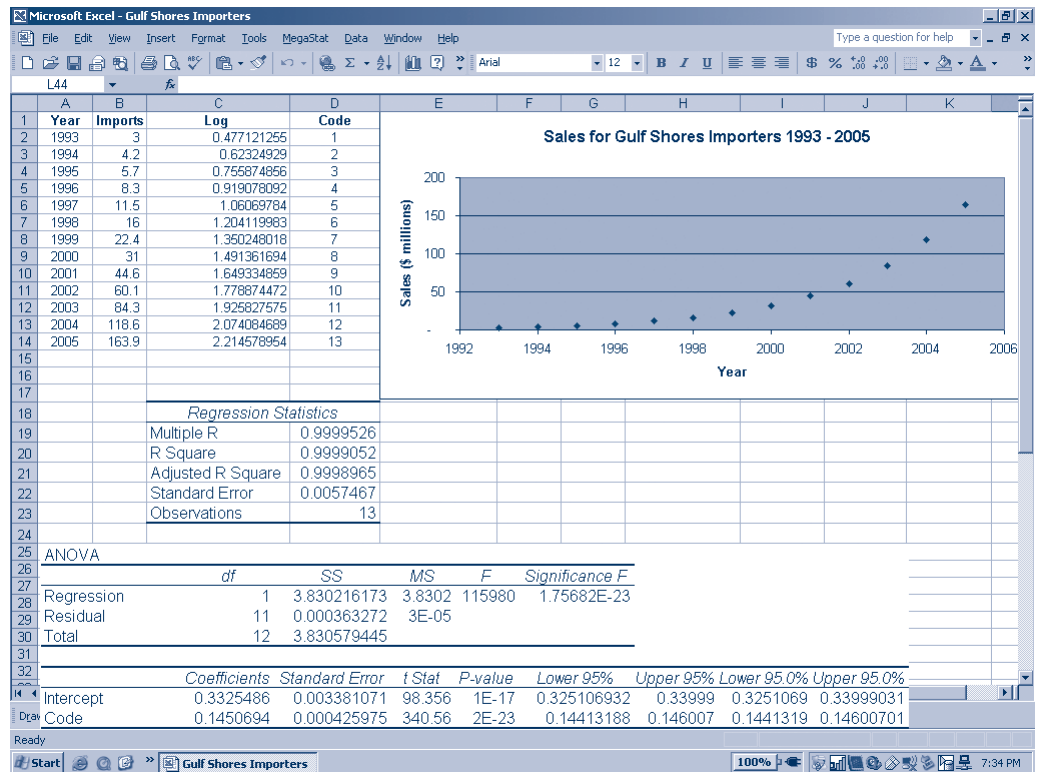 Microsoft Excel - Gulf Shores Importers
File Edit View Insert Format Tools MegaStat Data Window Help Type a question for help
Arial 12 B I U $ %
L44 fx
A B C D E F G H I J K
1 Year Imports Log Code
2 1993 3 0.477121255 1
3 1994 4.2 0.62324929 2
4 1995 5.7 0.755874856 3
5 1996 8.3 0.919078092 4
6 1997 11.5 1.06069784 5
7 1998 16 1.204119983 6
8 1999 22.4 1.350248018 7
9 2000 31 1.491361694 8
10 2001 44.6 1.649334859 9
11 2002 60.1 1.778874472 10
12 2003 84.3 1.925827575 11
13 2004 118.6 2.074084689 12
14 2005 163.9 2.214578954 13
15
16
17
Sales for Gulf Shores Importers 1993 - 2005
Sales ($ millions)
200
150
100
50
-
1992 1994 1996 1998 2000 2002 2004 2006
Year
18 Regression Statistics
19 Multiple R 0.9999526
20 R Square 0.9999052
21 Adjusted R Square 0.9998965
22 Standard Error 0.0057467
23 Observations 13
24
25 ANOVA
26
27 df SS MS F Significance F
28 Regression 1 3.830216173 3.8302 115980 1.75682E-23
29 Residual 11 0.000363272 3E-05
30 Total 12 3.830579445
31
32
Coefficients Standard Error t Stat P-value Lower 95% Upper 95% Lower 95.0% Upper 95.0%
Intercept 0.3325486 0.003381071 98.356 1E-17 0.325106932 0.33999 0.3251069 0.33999031
Code 0.1450694 0.000425975 340.56 2E-23 0.14413188 0.146007 0.1441319 0.14600701
Ready
Start Gulf Shores Importers 100% 7:34 PM